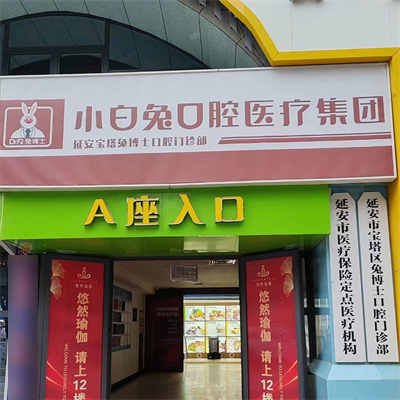 小白兔口腔医疗集团
延安宝塔兔博士口腔门诊部
Dr.兔博士
A座入口
悠然瑜伽 请上12楼
悠然瑜伽 请上12楼
延安市医疗保险定点医疗机构
延安市宝塔区兔博士口腔门诊部